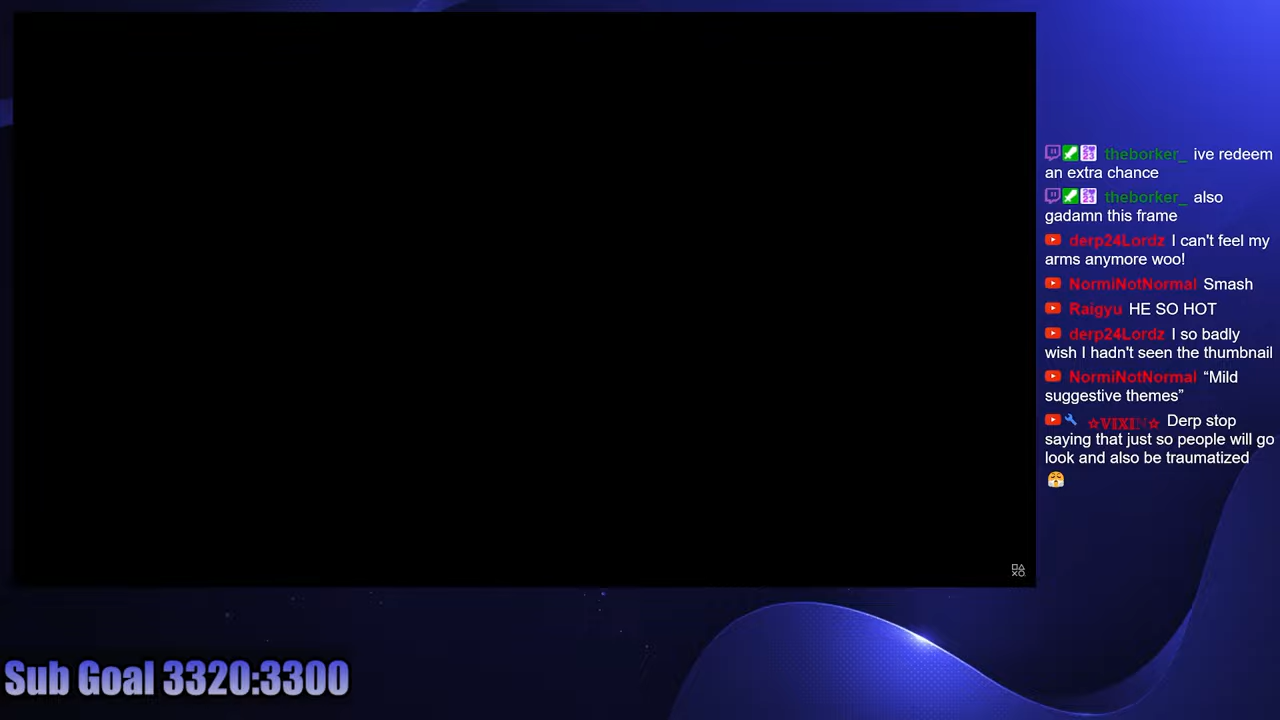 theborker_ ive redeem
an extra chance
theborker_ also
gadamn this frame
derp24Lordz I can't feel my
arms anymore woo!
NormiNotNormal Smash
Raigyu HE SO HOT
derp24Lordz I so badly
wish I hadn't seen the thumbnail
NormiNotNormal “Mild
suggestive themes”
☆𝕍𝕀𝕏𝕀ℕ☆ Derp stop
saying that just so people will go
look and also be traumatized
Sub Goal 3320:3300